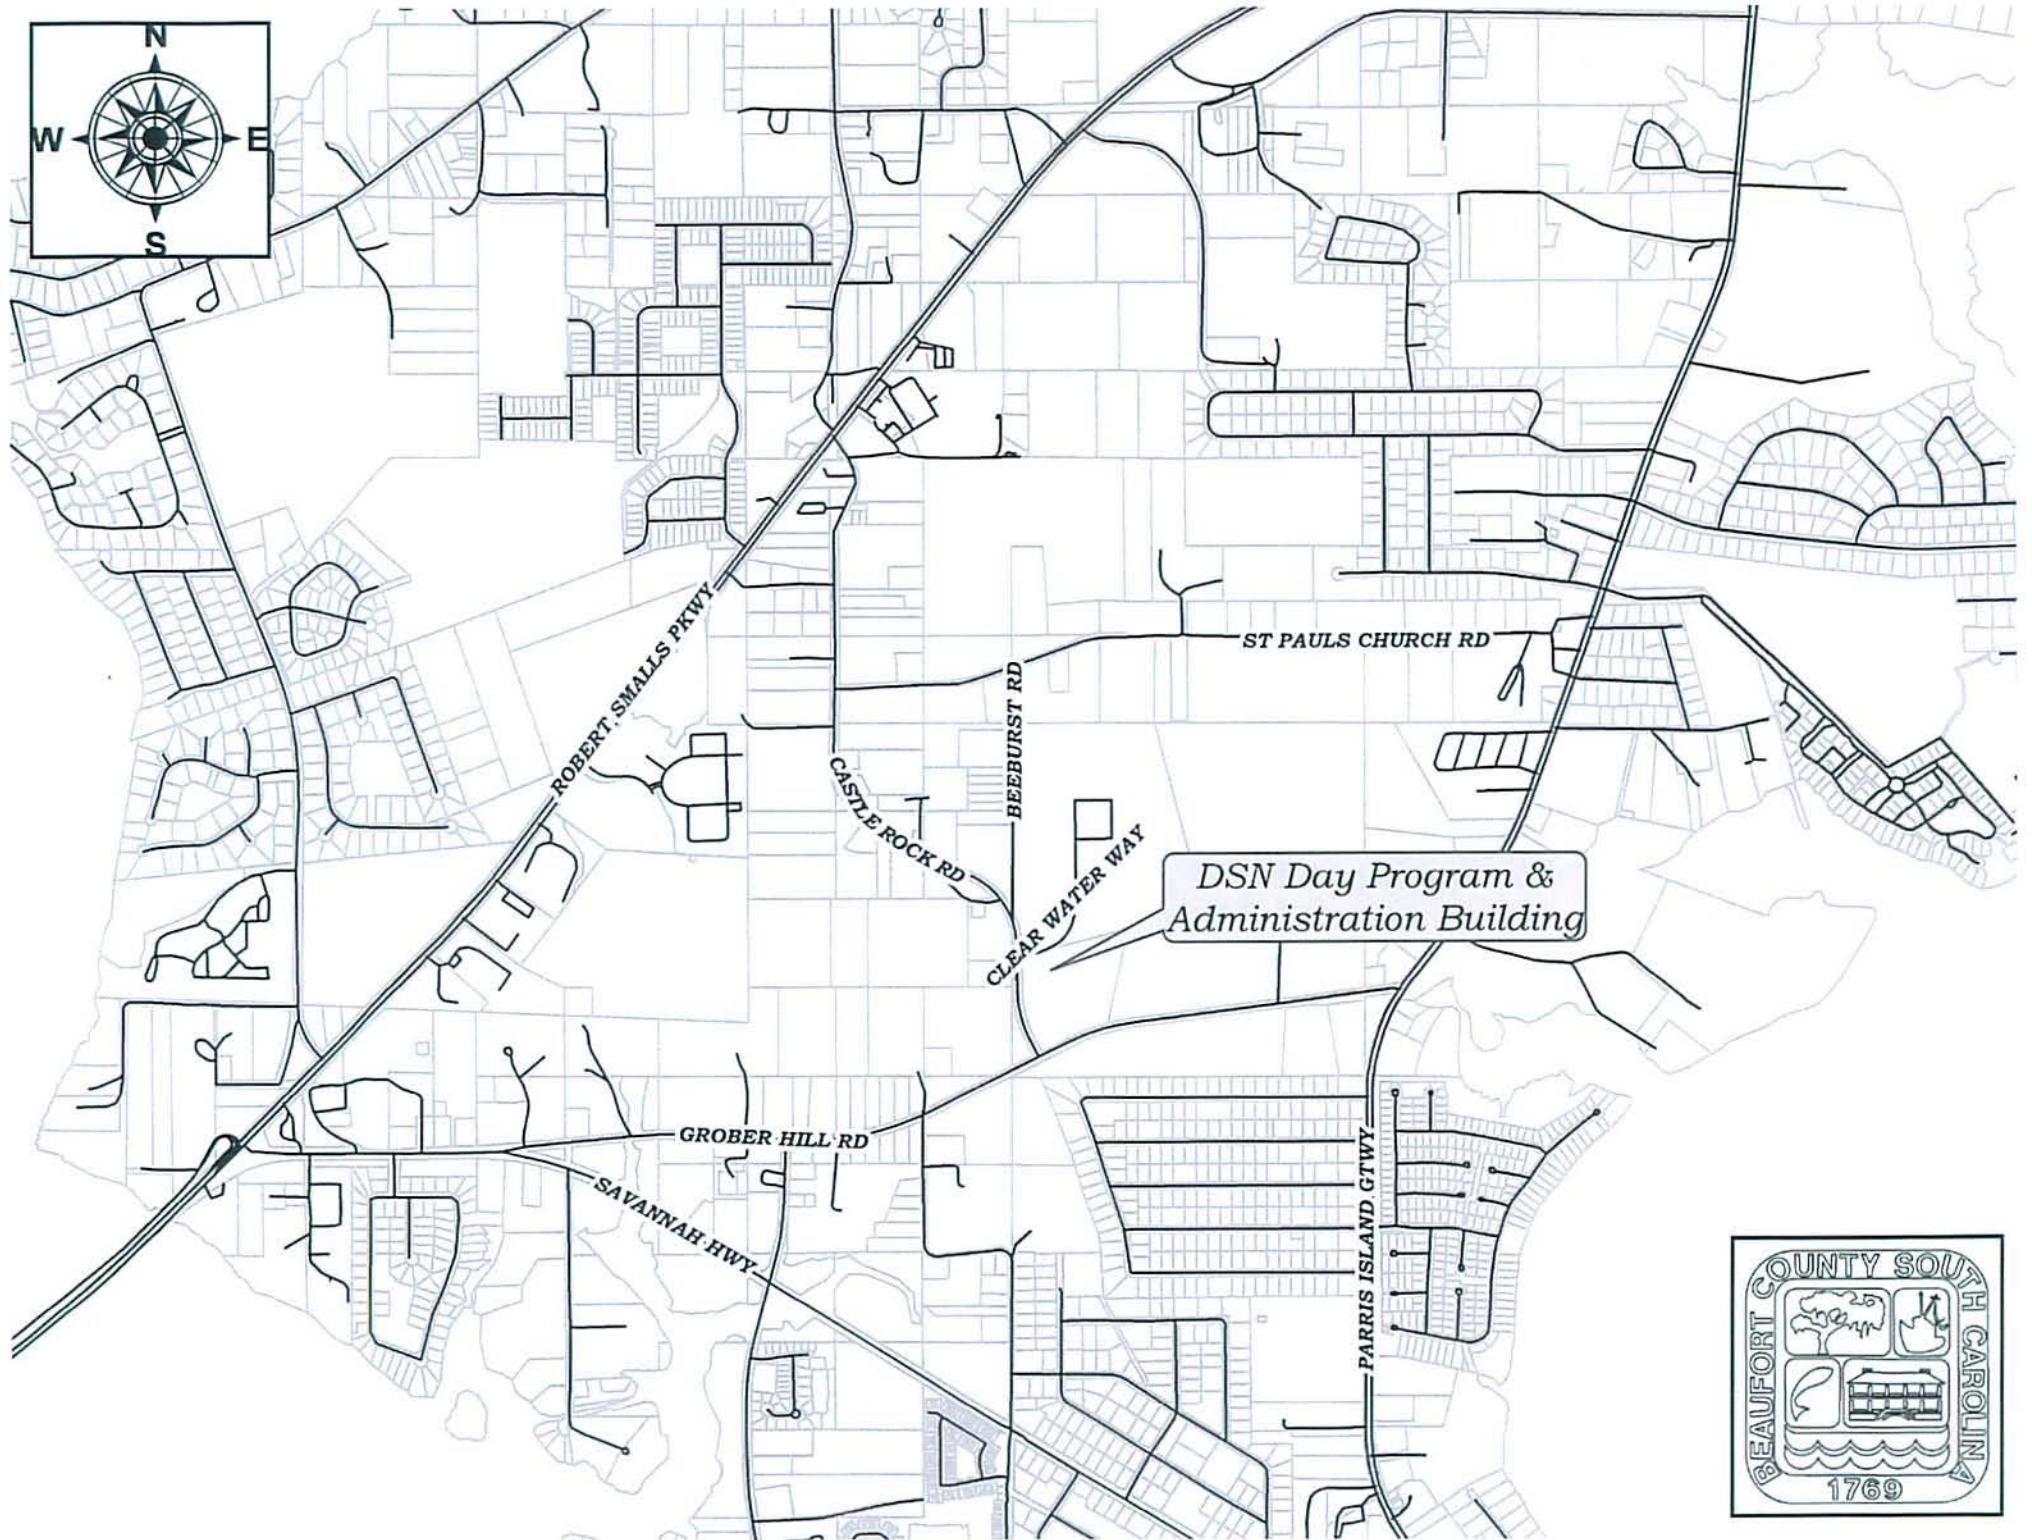 N
W E
S
ROBERT SMALLS PKWY
ST PAULS CHURCH RD
BEEBURST RD
CASTLE ROCK RD
CLEAR WATER WAY
DSN Day Program &
Administration Building
GROBER HILL RD
SAVANNAH HWY
PARRIS ISLAND GTWY
BEAUFORT COUNTY SOUTH CAROLINA
1769